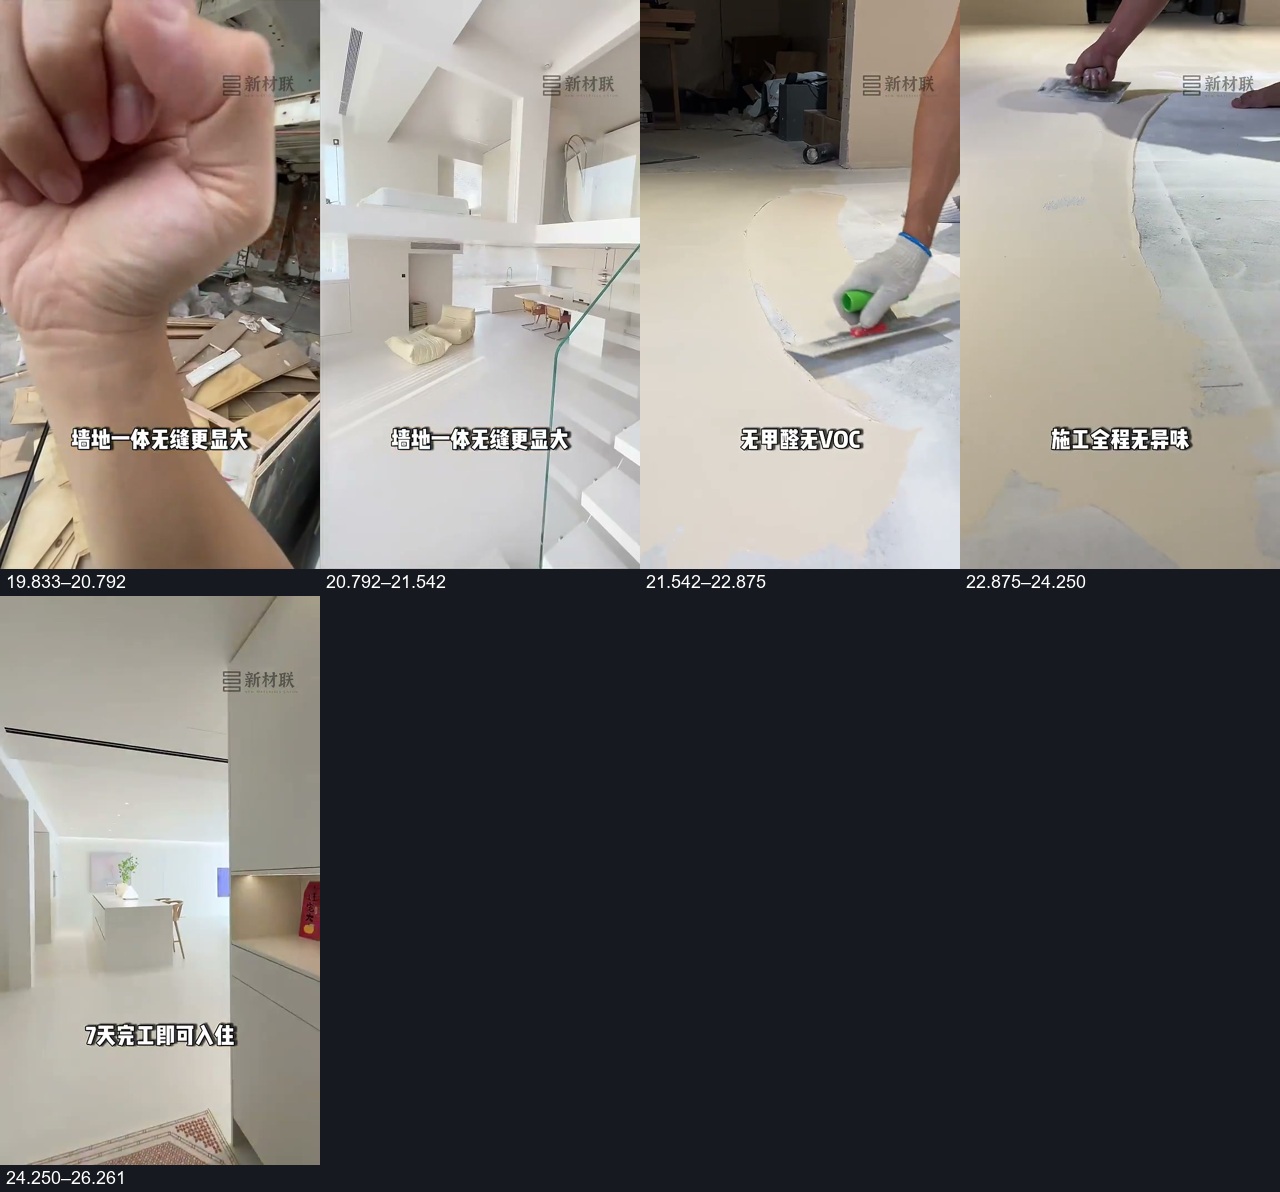 新材联
墙地一体无缝更显大
19.833–20.792
新材联
墙地一体无缝更显大
20.792–21.542
新材联
无甲醛无VOC
21.542–22.875
新材联
施工全程无异味
22.875–24.250
新材联
7天完工即可入住
24.250–26.261